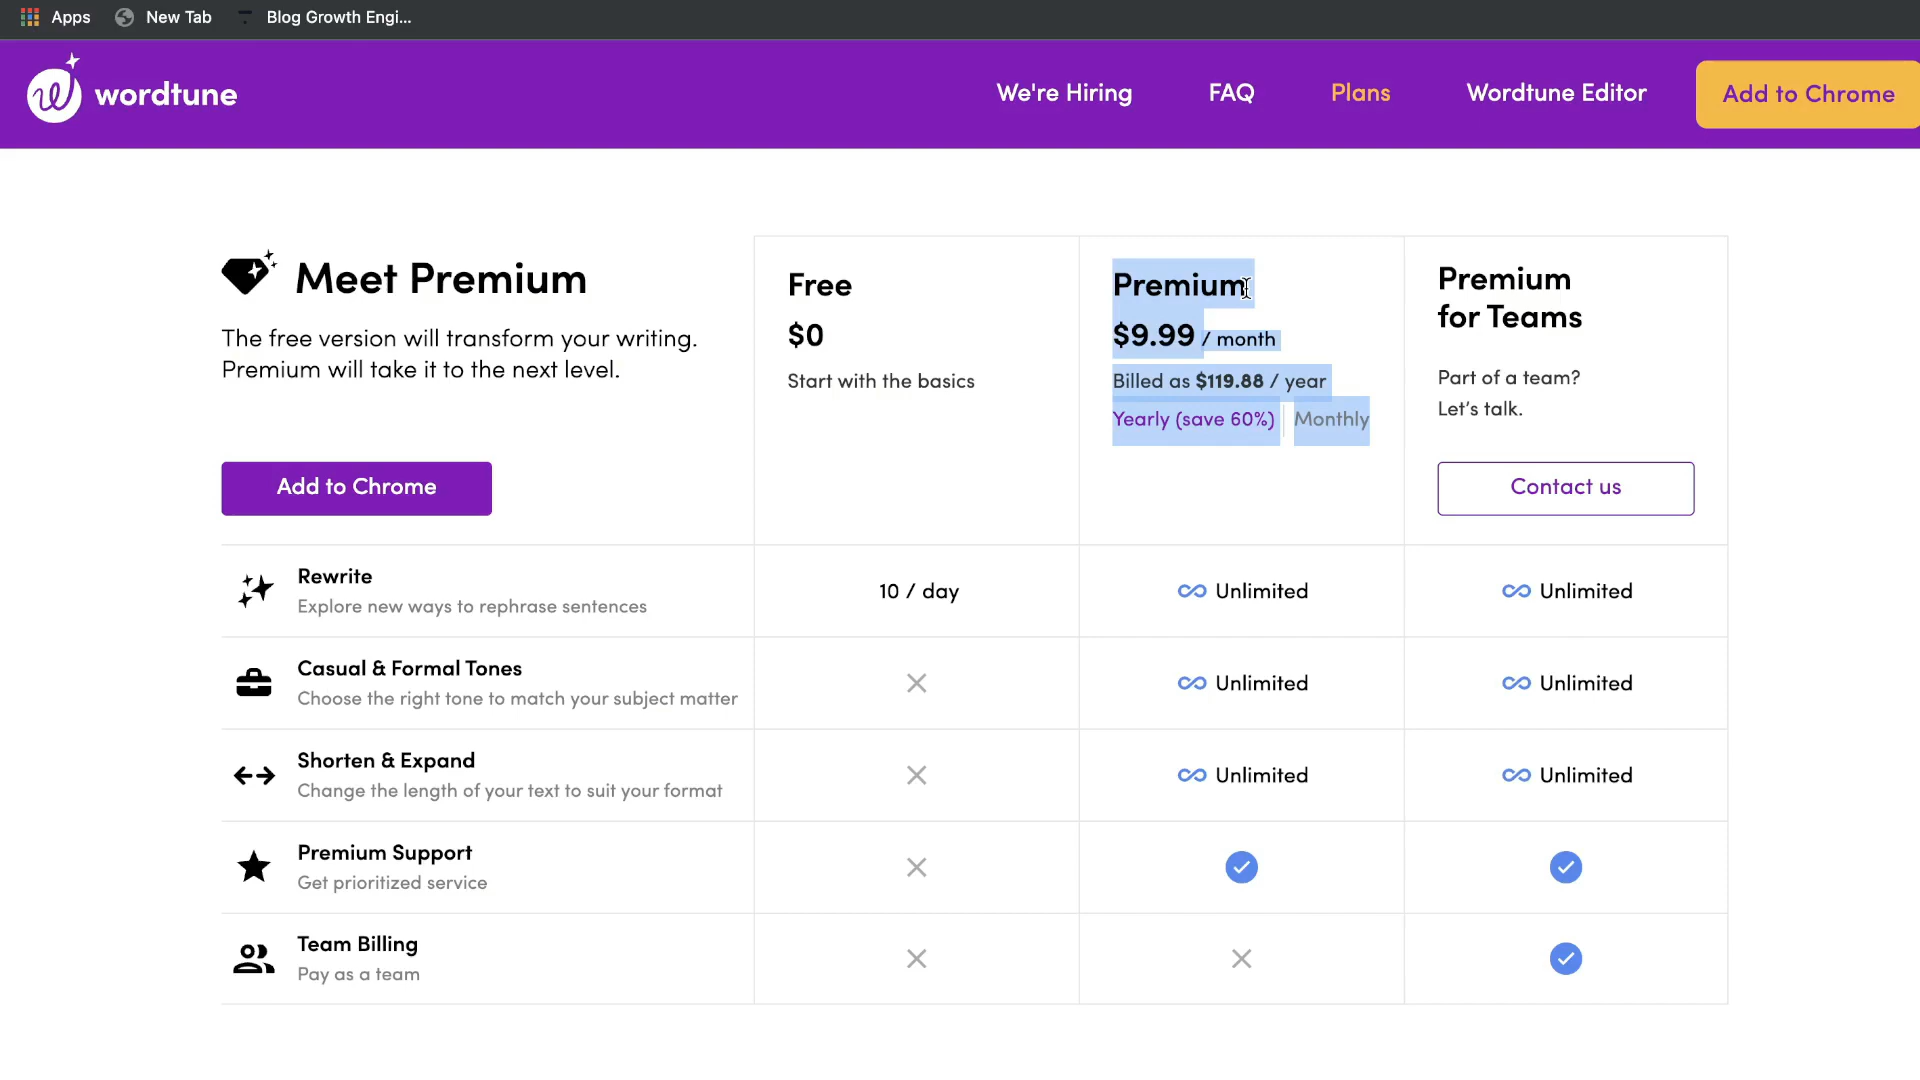 Apps New Tab Blog Growth Engi...
wordtune We're Hiring FAQ Plans Wordtune Editor Add to Chrome
Meet Premium
The free version will transform your writing.
Premium will take it to the next level.
Add to Chrome
Free
$0
Start with the basics
Premium
$9.99 / month
Billed as $119.88 / year
Yearly (save 60%) Monthly
Premium
for Teams
Part of a team?
Let's talk.
Contact us
Rewrite
Explore new ways to rephrase sentences
10 / day Unlimited Unlimited
Casual & Formal Tones
Choose the right tone to match your subject matter
Unlimited Unlimited
Shorten & Expand
Change the length of your text to suit your format
Unlimited Unlimited
Premium Support
Get prioritized service
Team Billing
Pay as a team